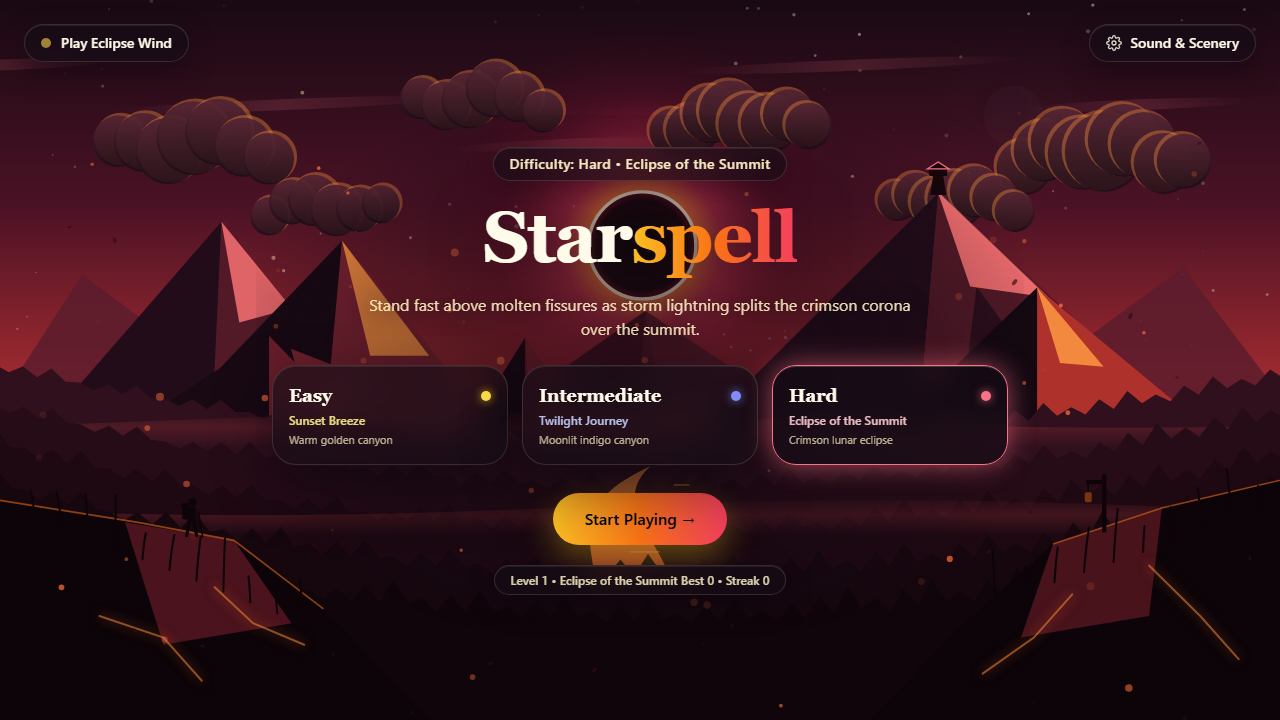 Play Eclipse Wind
Sound & Scenery
Difficulty: Hard • Eclipse of the Summit
Starspell
Stand fast above molten fissures as storm lightning splits the crimson corona
over the summit.
Easy
Sunset Breeze
Warm golden canyon
Intermediate
Twilight Journey
Moonlit indigo canyon
Hard
Eclipse of the Summit
Crimson lunar eclipse
Start Playing →
Level 1 • Eclipse of the Summit Best 0 • Streak 0